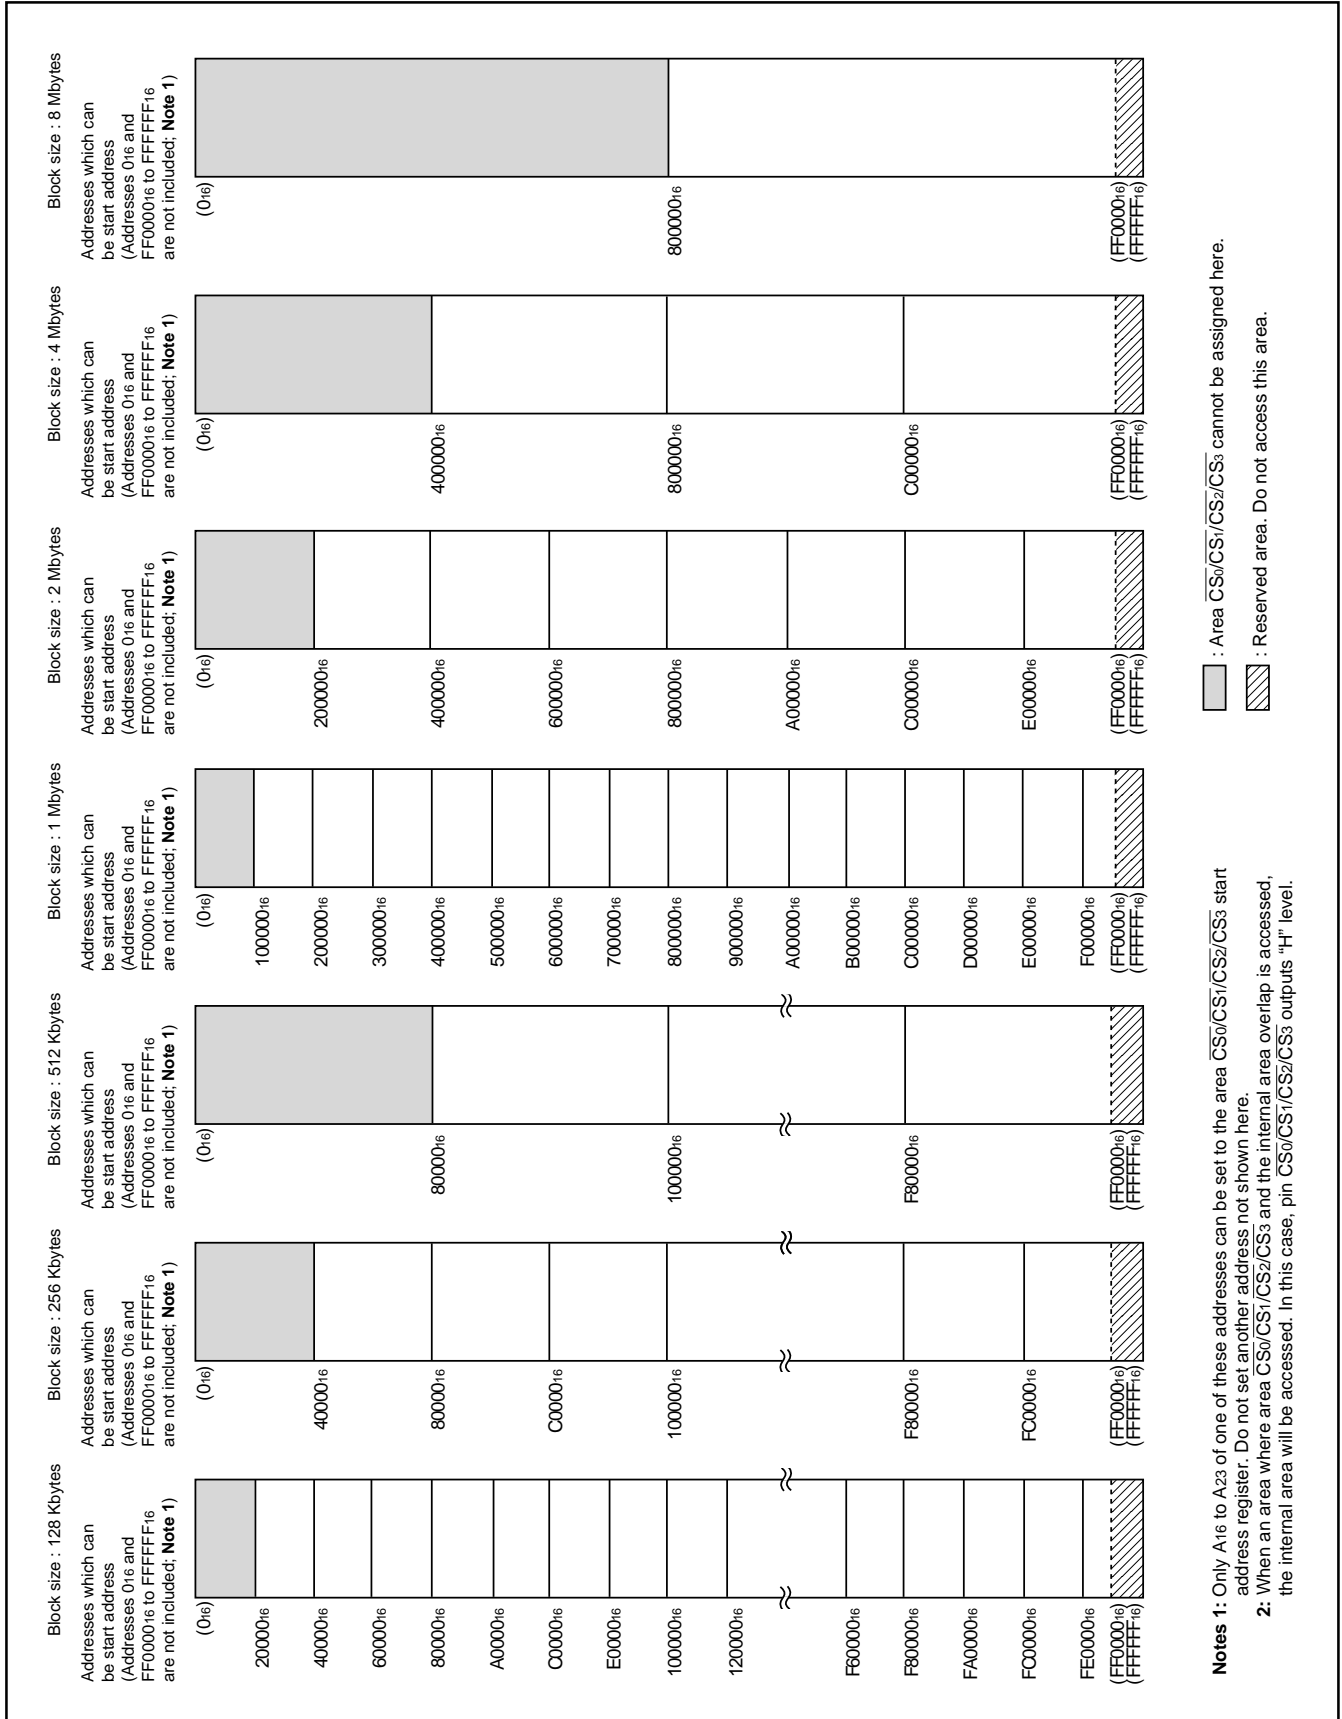 Block size : 128 Kbytes
Addresses which can
be start address
(Addresses 016 and
FF000016 to FFFFFF16
are not included; Note 1)
(016)
2000016
4000016
6000016
8000016
A000016
C000016
E000016
10000016
12000016
F6000016
F8000016
FA000016
FC000016
FE000016
(FF000016)
(FFFFFF16)
Block size : 256 Kbytes
Addresses which can
be start address
(Addresses 016 and
FF000016 to FFFFFF16
are not included; Note 1)
(016)
4000016
8000016
C000016
10000016
F8000016
FC000016
(FF000016)
(FFFFFF16)
Block size : 512 Kbytes
Addresses which can
be start address
(Addresses 016 and
FF000016 to FFFFFF16
are not included; Note 1)
(016)
8000016
10000016
F8000016
(FF000016)
(FFFFFF16)
Block size : 1 Mbytes
Addresses which can
be start address
(Addresses 016 and
FF000016 to FFFFFF16
are not included; Note 1)
(016)
10000016
20000016
30000016
40000016
50000016
60000016
70000016
80000016
90000016
A0000016
B0000016
C0000016
D0000016
E0000016
F0000016
(FF000016)
(FFFFFF16)
Block size : 2 Mbytes
Addresses which can
be start address
(Addresses 016 and
FF000016 to FFFFFF16
are not included; Note 1)
(016)
20000016
40000016
60000016
80000016
A0000016
C0000016
E0000016
(FF000016)
(FFFFFF16)
Block size : 4 Mbytes
Addresses which can
be start address
(Addresses 016 and
FF000016 to FFFFFF16
are not included; Note 1)
(016)
40000016
80000016
C0000016
(FF000016)
(FFFFFF16)
Block size : 8 Mbytes
Addresses which can
be start address
(Addresses 016 and
FF000016 to FFFFFF16
are not included; Note 1)
(016)
80000016
(FF000016)
(FFFFFF16)
Notes 1: Only A16 to A23 of one of these addresses can be set to the area CS0/CS1/CS2/CS3 start
address register. Do not set another address not shown here.
2: When an area where area CS0/CS1/CS2/CS3 and the internal area overlap is accessed,
the internal area will be accessed. In this case, pin CS0/CS1/CS2/CS3 outputs “H” level.
: Area CS0/CS1/CS2/CS3 cannot be assigned here.
: Reserved area. Do not access this area.